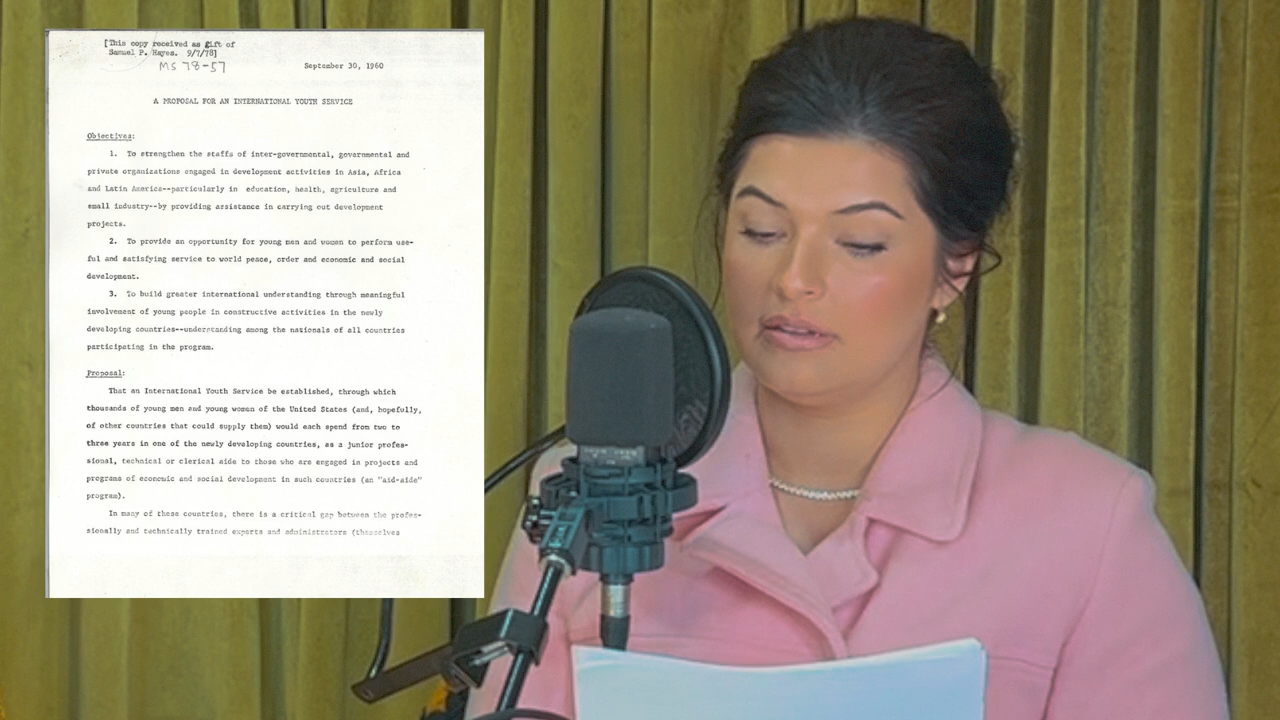 [This copy received as gift of
Samuel P. Hayes. 9/7/78]
MS 78-57
September 30, 1960
A PROPOSAL FOR AN INTERNATIONAL YOUTH SERVICE
Objectives:
1. To strengthen the staffs of inter-governmental, governmental and
private organizations engaged in development activities in Asia, Africa
and Latin America--particularly in education, health, agriculture and
small industry--by providing assistance in carrying out development
projects.
2. To provide an opportunity for young men and women to perform use-
ful and satisfying service to world peace, order and economic and social
development.
3. To build greater international understanding through meaningful
involvement of young people in constructive activities in the newly
developing countries--understanding among the nationals of all countries
participating in the program.
Proposal:
That an International Youth Service be established, through which
thousands of young men and young women of the United States (and, hopefully,
of other countries that could supply them) would each spend from two to
three years in one of the newly developing countries, as a junior profes-
sional, technical or clerical aide to those who are engaged in projects and
programs of economic and social development in such countries (an "aid-aide"
program).
In many of these countries, there is a critical gap between the profes-
sionally and technically trained experts and administrators (themselves